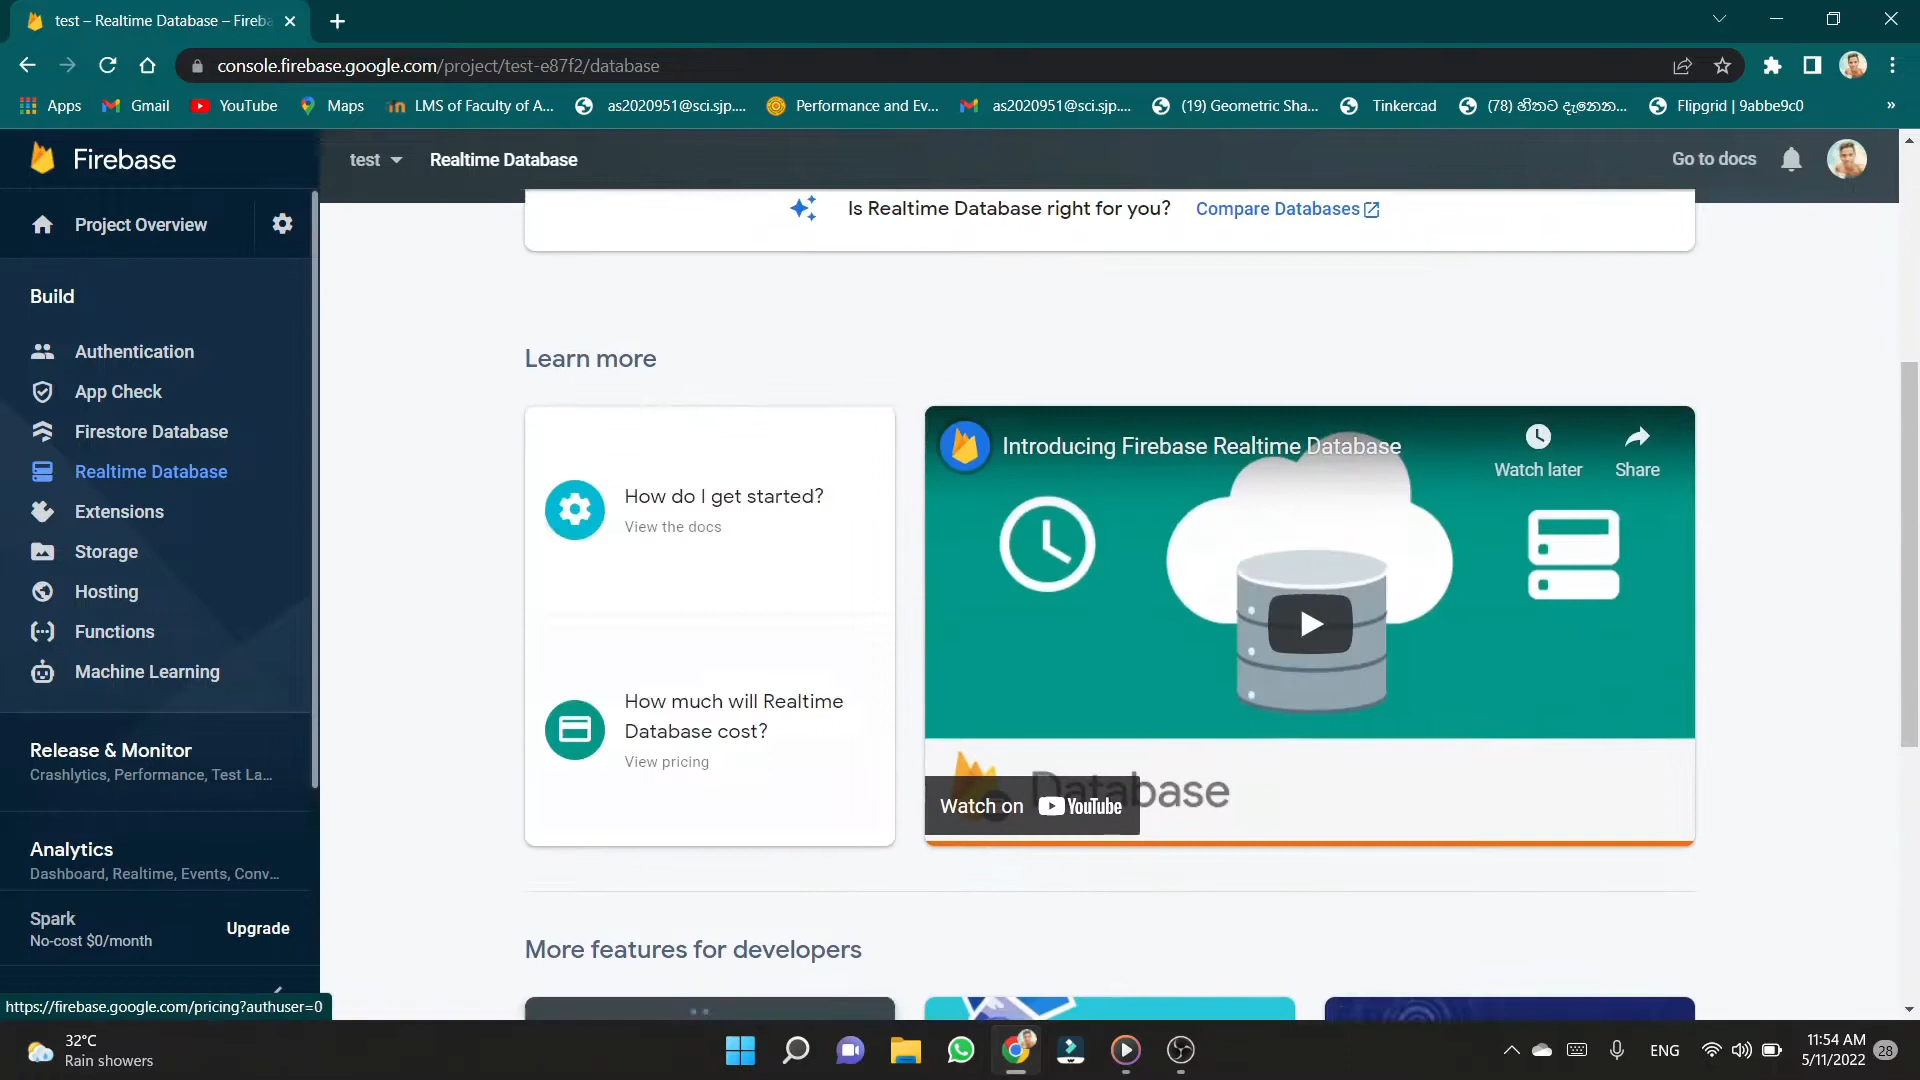 test – Realtime Database – Fireba
console.firebase.google.com/project/test-e87f2/database
Apps Gmail YouTube Maps LMS of Faculty of A... as2020951@sci.sjp.... Performance and Ev... as2020951@sci.sjp.... (19) Geometric Sha... Tinkercad (78) හිතට දැනෙන... Flipgrid | 9abbe9c0 »
Firebase
test Realtime Database Go to docs
Is Realtime Database right for you? Compare Databases
Project Overview
Build
Authentication
App Check
Firestore Database
Realtime Database
Extensions
Storage
Hosting
Functions
Machine Learning
Release & Monitor
Crashlytics, Performance, Test La...
Analytics
Dashboard, Realtime, Events, Conv...
Spark
No-cost $0/month
Upgrade
Learn more
How do I get started?
View the docs
How much will Realtime
Database cost?
View pricing
Introducing Firebase Realtime Database
Watch later
Share
Database
Watch on YouTube
More features for developers
https://firebase.google.com/pricing?authuser=0
32°C
Rain showers
ENG
11:54 AM
5/11/2022
28